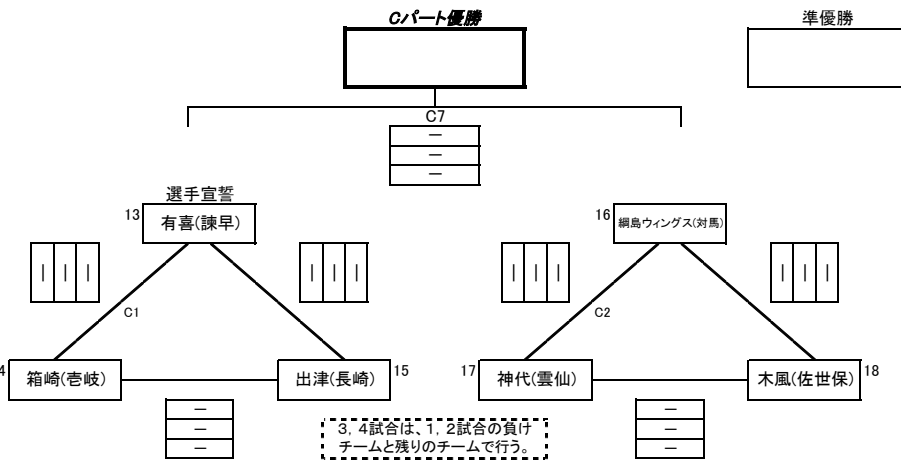 Cパート優勝
準優勝
C7
－
－
－
選手宣誓
13
有喜(諫早)
16
綱島ウィングス(対馬)
| | |
| | |
| | |
| | |
C1
C2
4
箱崎(壱岐)
出津(長崎)
15
17
神代(雲仙)
木風(佐世保)
18
－
－
－
3，4試合は、1，2試合の負け
チームと残りのチームで行う。
－
－
－